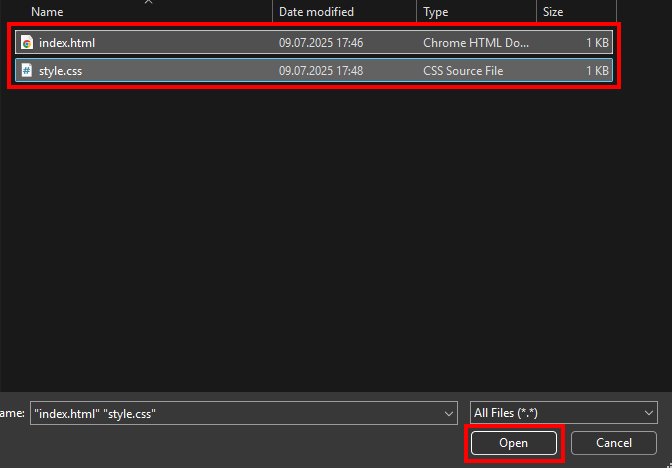 Name Date modified Type Size
index.html 09.07.2025 17:46 Chrome HTML Do... 1 KB
style.css 09.07.2025 17:48 CSS Source File 1 KB
ame: "index.html" "style.css" All Files (*.*)
Open Cancel